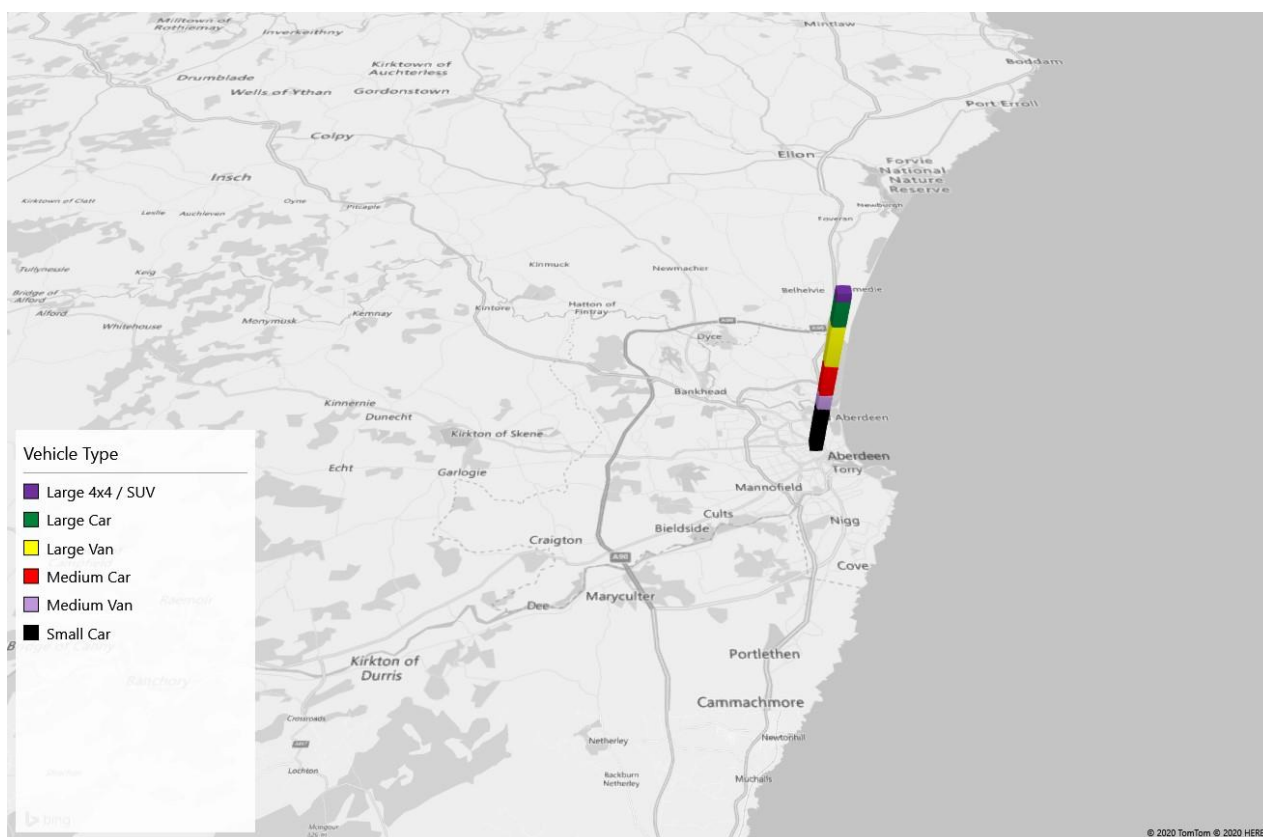 Milltown of
Rothiemay
Inverkeithny
Mintlaw
Kirktown of
Auchterless
Drumblade
Wells of Ythan
Gordonstown
Boddam
Port Erroll
Colpy
Ellon
Forvie
National
Nature
Reserve
Insch
Kirktown of Clatt
Leslie
Auchleven
Oyne
Pitcaple
Newburgh
Foveran
Tullynessle
Keig
Kinmuck
Newmacher
Bridge of
Alford
Alford
Whitehouse
Monymusk
Kemnay
Kintore
Hatton of
Fintray
Belhelvie
medie
Dyce
Bankhead
Kinnernie
Dunecht
Kirkton of Skene
Aberdeen
Echt
Garlogie
Aberdeen
Torry
Mannofield
Cults
Bieldside
Nigg
Craigton
A90
Cove
Maryculter
Dee
Kirkton of
Durris
Portlethen
Cammachmore
Crossroads
Netherley
Newtonhill
Lochton
Backburn
Netherley
Muchalls
Vehicle Type
Large 4x4 / SUV
Large Car
Large Van
Medium Car
Medium Van
Small Car
bing
© 2020 TomTom © 2020 HERE